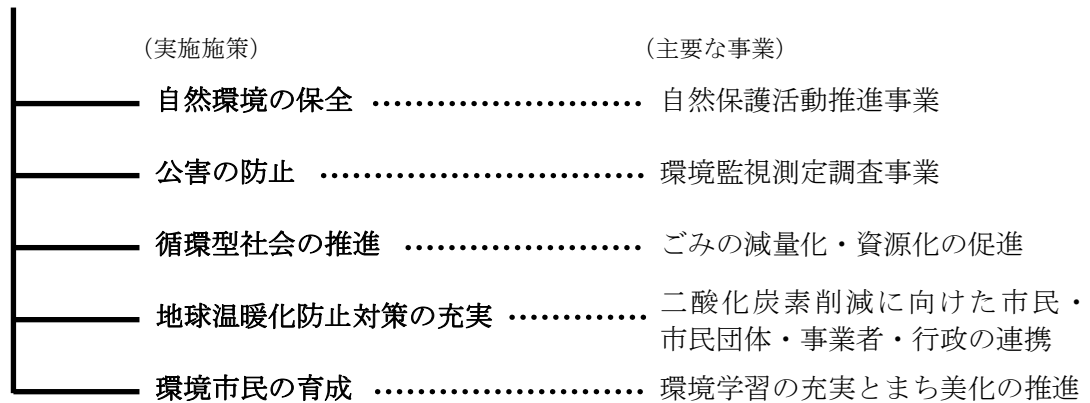 (実施施策) (主要な事業)
自然環境の保全 ……………………… 自然保護活動推進事業
公害の防止 ………………………… 環境監視測定調査事業
循環型社会の推進 …………………… ごみの減量化・資源化の促進
地球温暖化防止対策の充実 ………… 二酸化炭素削減に向けた市民・
市民団体・事業者・行政の連携
環境市民の育成 ……………………… 環境学習の充実とまち美化の推進